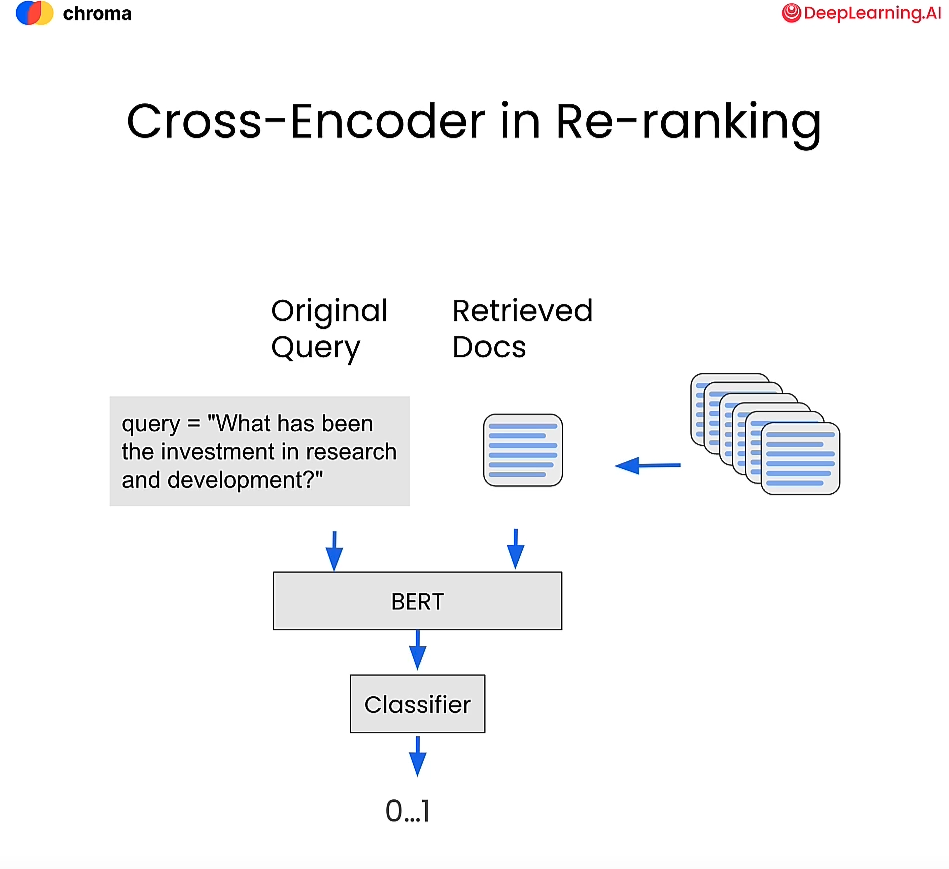 chroma
DeepLearning.AI
Cross-Encoder in Re-ranking
Original
Query
Retrieved
Docs
query = "What has been
the investment in research
and development?"
BERT
Classifier
0...1